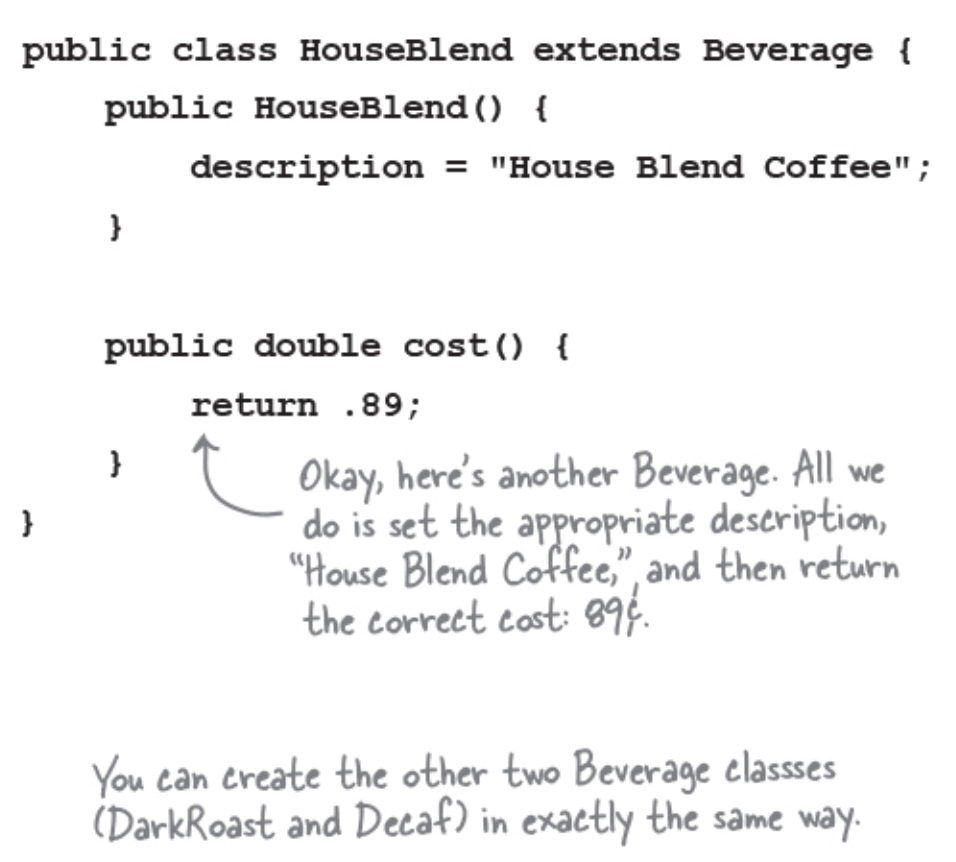 public class HouseBlend extends Beverage {
public HouseBlend() {
description = "House Blend Coffee";
}
public double cost() {
return .89;
}
}
Okay, here's another Beverage. All we
do is set the appropriate description,
“House Blend Coffee,” and then return
the correct cost: 89¢.
You can create the other two Beverage classses
(DarkRoast and Decaf) in exactly the same way.